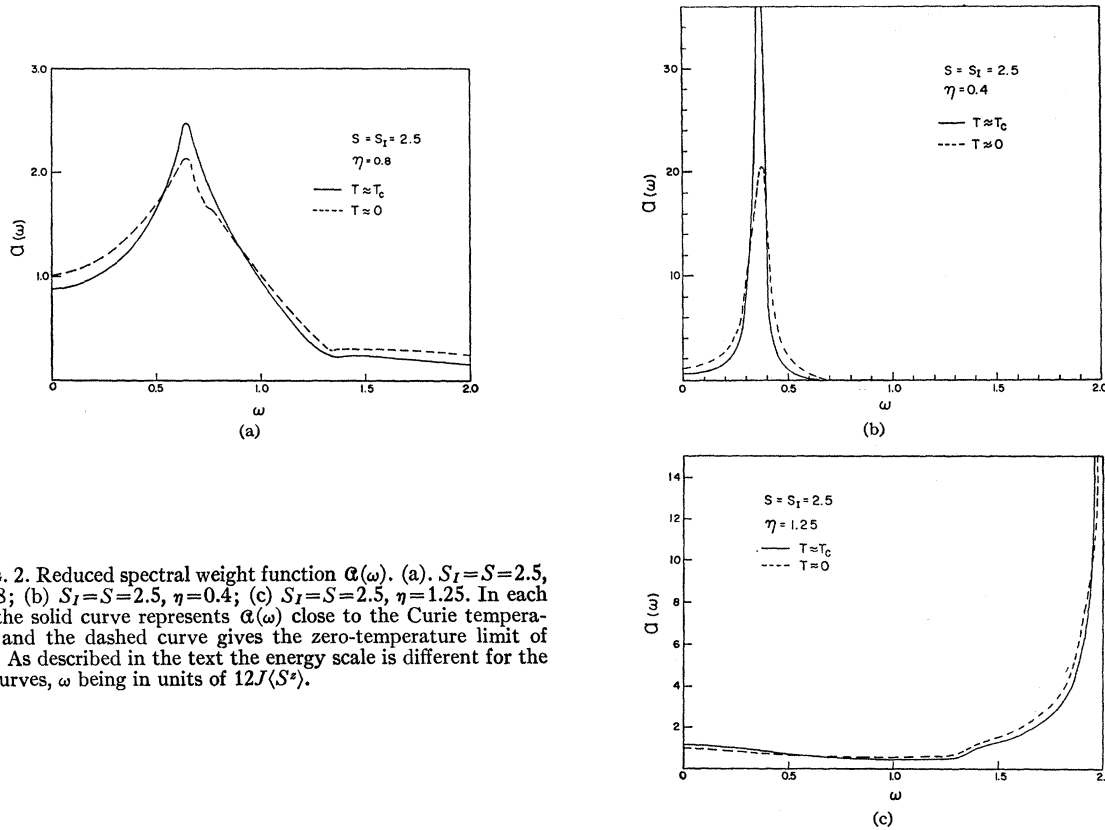 3.0
2.0
1.0
0
0.5
1.0
1.5
2.0
α(ω)
ω
S = S_I = 2.5
η=0.8
T≈Tc
T≈0
(a)
30
20
10
0
0.5
1.0
1.5
2.0
α(ω)
ω
S = S_I = 2.5
η=0.4
T≈Tc
T≈0
(b)
14
12
10
8
6
4
2
0
0.5
1.0
1.5
2.
α(ω)
ω
S = S_I = 2.5
η=1.25
T≈Tc
T≈0
(c)
. 2. Reduced spectral weight function α(ω). (a). S_I=S=2.5,
8; (b) S_I=S=2.5, η=0.4; (c) S_I=S=2.5, η=1.25. In each
the solid curve represents α(ω) close to the Curie tempera-
and the dashed curve gives the zero-temperature limit of
. As described in the text the energy scale is different for the
urves, ω being in units of 12J⟨S^z⟩.